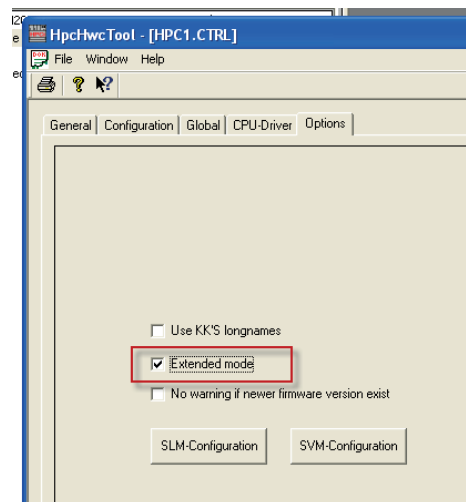 HpcHwcTool - [HPC1.CTRL]
File Window Help
General Configuration Global CPU-Driver Options
Use KK'S longnames
Extended mode
No warning if newer firmware version exist
SLM-Configuration SVM-Configuration